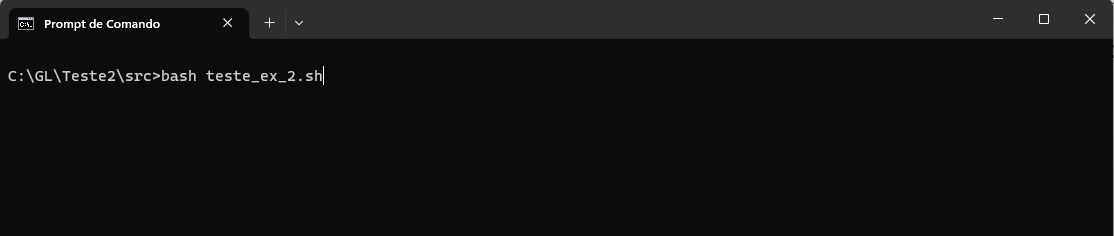 Prompt de Comando
C:\GL\Teste2\src>bash teste_ex_2.sh